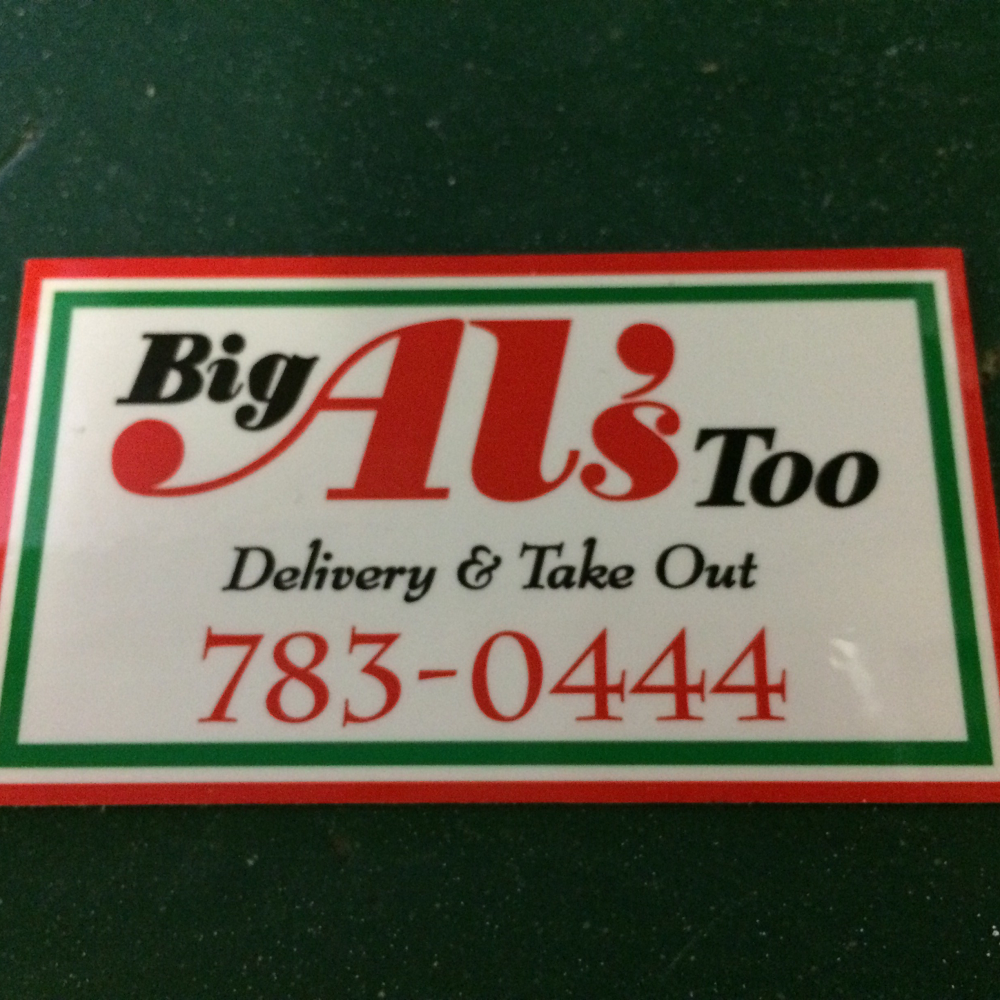 Big Al's Too
Delivery & Take Out
783-0444